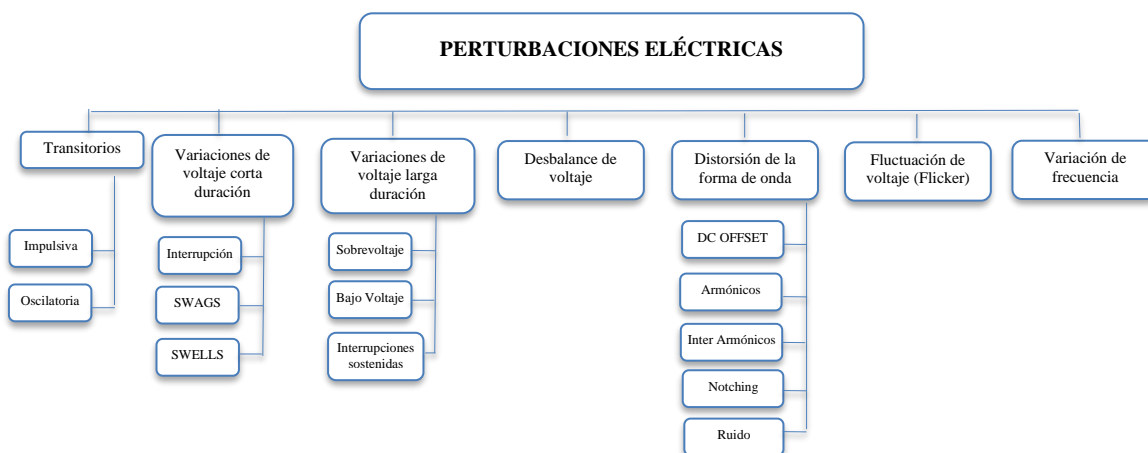 PERTURBACIONES ELÉCTRICAS
Transitorios
Impulsiva
Oscilatoria
Variaciones de
voltaje corta
duración
Interrupción
SWAGS
SWELLS
Variaciones de
voltaje larga
duración
Sobrevoltaje
Bajo Voltaje
Interrupciones
sostenidas
Desbalance de
voltaje
Distorsión de la
forma de onda
DC OFFSET
Armónicos
Inter Armónicos
Notching
Ruido
Fluctuación de
voltaje (Flicker)
Variación de
frecuencia